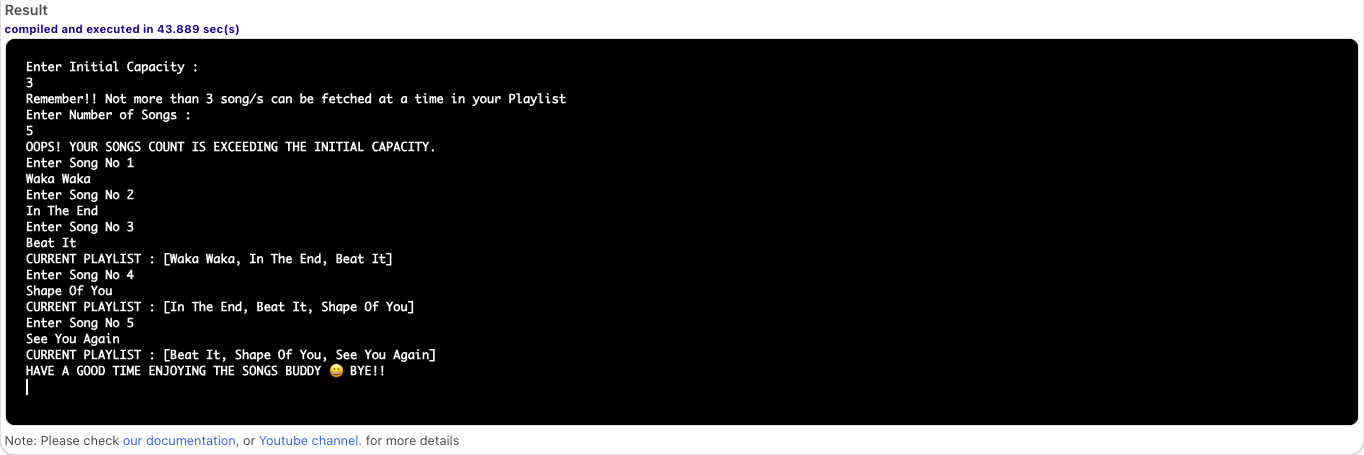 Result
compiled and executed in 43.889 sec(s)
Enter Initial Capacity :
3
Remember!! Not more than 3 song/s can be fetched at a time in your Playlist
Enter Number of Songs :
5
OOPS! YOUR SONGS COUNT IS EXCEEDING THE INITIAL CAPACITY.
Enter Song No 1
Waka Waka
Enter Song No 2
In The End
Enter Song No 3
Beat It
CURRENT PLAYLIST : [Waka Waka, In The End, Beat It]
Enter Song No 4
Shape Of You
CURRENT PLAYLIST : [In The End, Beat It, Shape Of You]
Enter Song No 5
See You Again
CURRENT PLAYLIST : [Beat It, Shape Of You, See You Again]
HAVE A GOOD TIME ENJOYING THE SONGS BUDDY 😀 BYE!!
Note: Please check our documentation, or Youtube channel. for more details